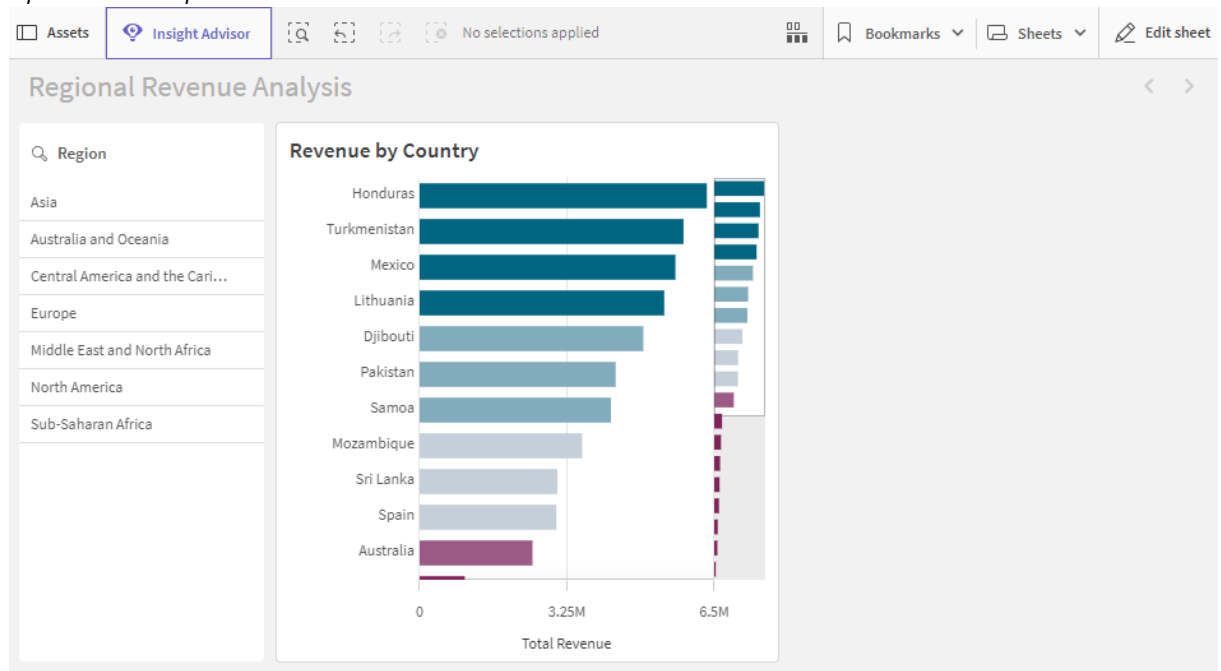 Assets
Insight Advisor
No selections applied
Bookmarks
Sheets
Edit sheet
Regional Revenue Analysis
Region
Asia
Australia and Oceania
Central America and the Cari...
Europe
Middle East and North Africa
North America
Sub-Saharan Africa
Revenue by Country
Honduras
Turkmenistan
Mexico
Lithuania
Djibouti
Pakistan
Samoa
Mozambique
Sri Lanka
Spain
Australia
0 3.25M 6.5M
Total Revenue